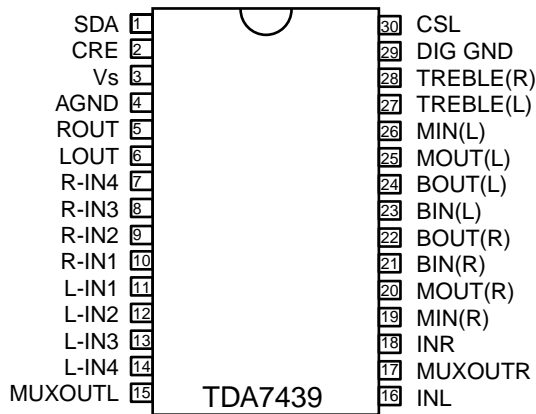 SDA 1
CRE 2
Vs 3
AGND 4
ROUT 5
LOUT 6
R-IN4 7
R-IN3 8
R-IN2 9
R-IN1 10
L-IN1 11
L-IN2 12
L-IN3 13
L-IN4 14
MUXOUTL 15
30 CSL
29 DIG GND
28 TREBLE(R)
27 TREBLE(L)
26 MIN(L)
25 MOUT(L)
24 BOUT(L)
23 BIN(L)
22 BOUT(R)
21 BIN(R)
20 MOUT(R)
19 MIN(R)
18 INR
17 MUXOUTR
16 INL
TDA7439